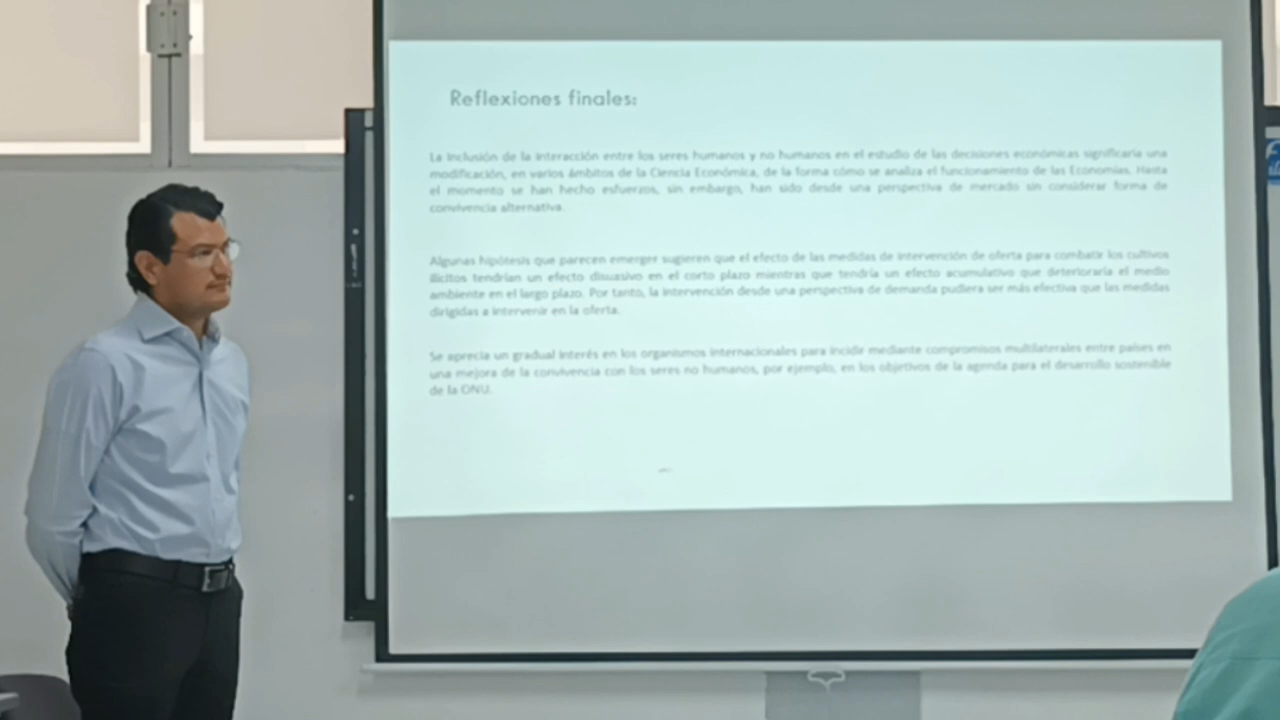 Reflexiones finales:
La inclusión de la interacción entre los seres humanos y no humanos en el estudio de las decisiones económicas significaría una
modificación, en varios ámbitos de la Ciencia Económica, de la forma cómo se analiza el funcionamiento de las Economías. Hasta
el momento se han hecho esfuerzos, sin embargo, han sido desde una perspectiva de mercado sin considerar forma de
convivencia alternativa.
Algunas hipótesis que parecen emerger sugieren que el efecto de las medidas de intervención de oferta para combatir los cultivos
ilícitos tendrían un efecto disuasivo en el corto plazo mientras que tendría un efecto acumulativo que deterioraría el medio
ambiente en el largo plazo. Por tanto, la intervención desde una perspectiva de demanda pudiera ser más efectiva que las medidas
dirigidas a intervenir en la oferta.
Se aprecia un gradual interés en los organismos internacionales para incidir mediante compromisos multilaterales entre países en
una mejora de la convivencia con los seres no humanos, por ejemplo, en los objetivos de la agenda para el desarrollo sostenible
de la ONU.